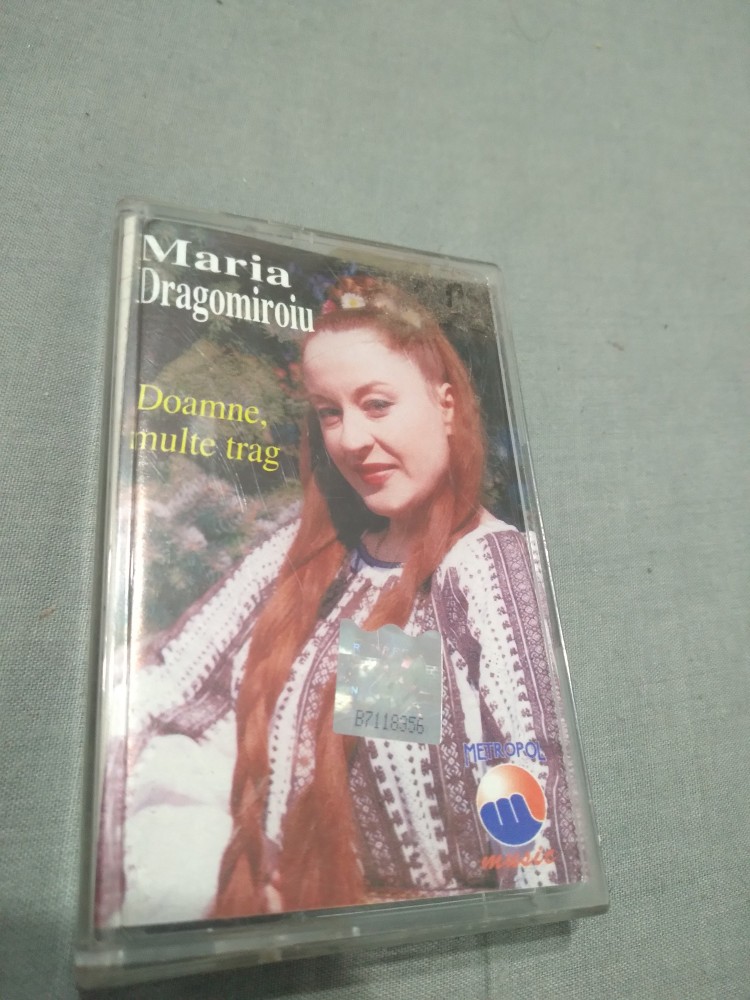 Maria
Dragomiroiu
Doamne,
multe trag
B7118356
METROPOL
music